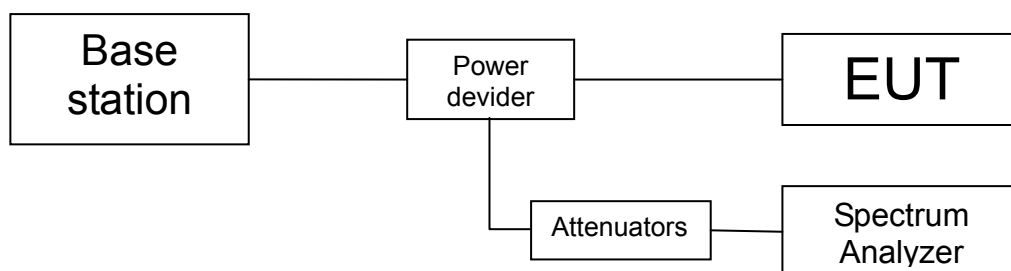 Base
station
Power
devider
EUT
Attenuators
Spectrum
Analyzer